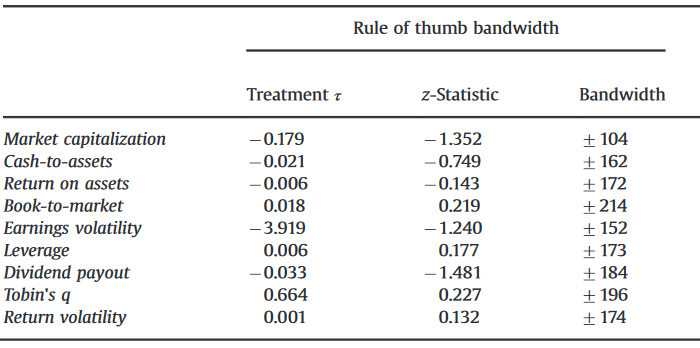 Rule of thumb bandwidth
Treatment τ z-Statistic Bandwidth
Market capitalization −0.179 −1.352 ±104
Cash-to-assets −0.021 −0.749 ±162
Return on assets −0.006 −0.143 ±172
Book-to-market 0.018 0.219 ±214
Earnings volatility −3.919 −1.240 ±152
Leverage 0.006 0.177 ±173
Dividend payout −0.033 −1.481 ±184
Tobin's q 0.664 0.227 ±196
Return volatility 0.001 0.132 ±174